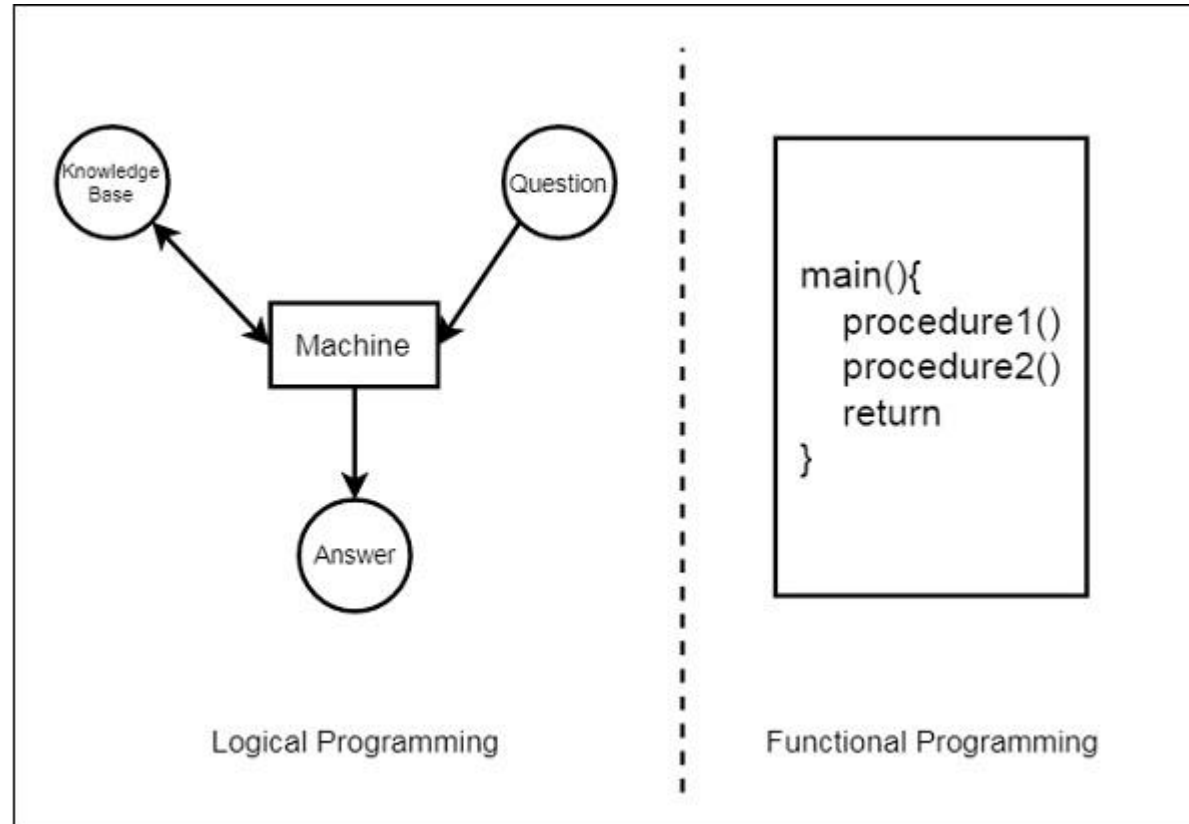 Knowledge
Base
Question
Machine
Answer
Logical Programming
main(){
procedure1()
procedure2()
return
}
Functional Programming